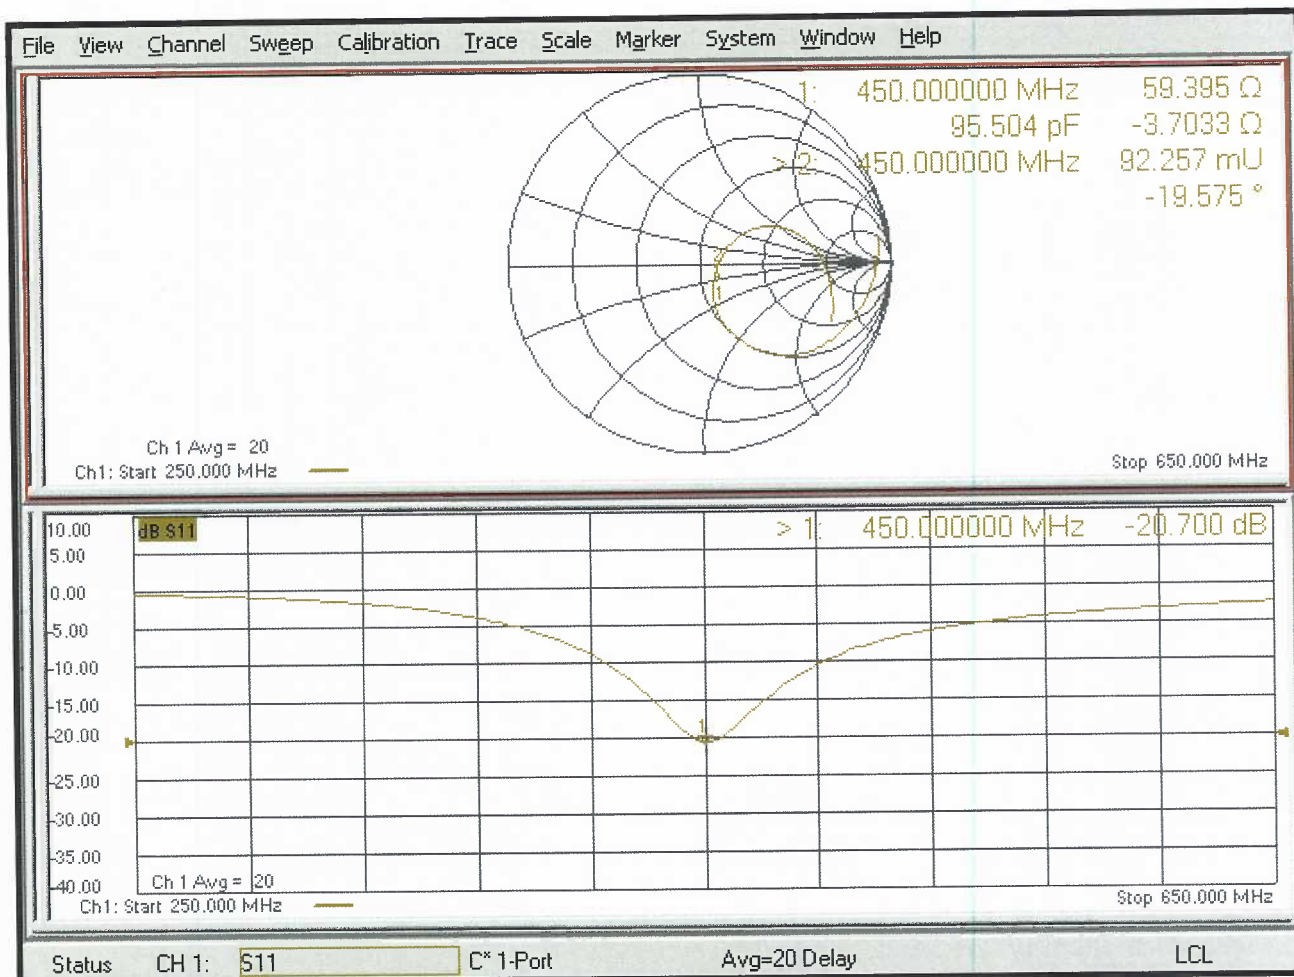 File View Channel Sweep Calibration Trace Scale Marker System Window Help
1: 450.000000 MHz 59.395 Ω
95.504 pF -3.7033 Ω
> 2: 450.000000 MHz 92.257 mU
-19.575 °
Ch 1 Avg = 20
Ch1: Start 250.000 MHz
Stop 650.000 MHz
10.00
dB S11
> 1: 450.000000 MHz -20.700 dB
5.00
0.00
-5.00
-10.00
-15.00
1
-20.00
-25.00
-30.00
-35.00
-40.00
Ch 1 Avg = 20
Ch1: Start 250.000 MHz
Stop 650.000 MHz
Status CH 1: S11 C* 1-Port Avg=20 Delay LCL